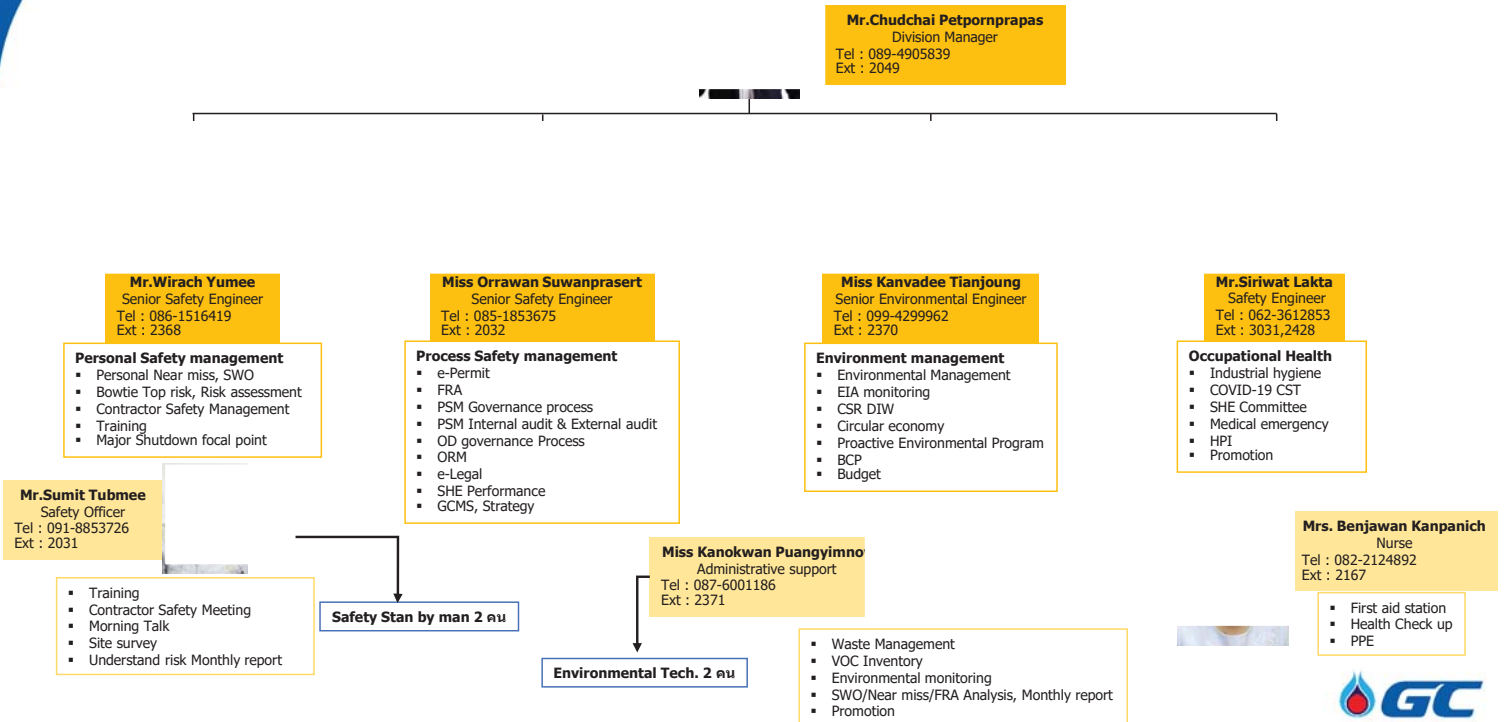 Mr.Chudchai Petpornprapas
Division Manager
Tel : 089-4905839
Ext : 2049
Mr.Wirach Yumee
Senior Safety Engineer
Tel : 086-1516419
Ext : 2368
Personal Safety management
▪ Personal Near miss, SWO
▪ Bowtie Top risk, Risk assessment
▪ Contractor Safety Management
▪ Training
▪ Major Shutdown focal point
Miss Orrawan Suwanprasert
Senior Safety Engineer
Tel : 085-1853675
Ext : 2032
Process Safety management
▪ e-Permit
▪ FRA
▪ PSM Governance process
▪ PSM Internal audit & External audit
▪ OD governance Process
▪ ORM
▪ e-Legal
▪ SHE Performance
▪ GCMS, Strategy
Miss Kanvadee Tianjoung
Senior Environmental Engineer
Tel : 099-4299962
Ext : 2370
Environment management
▪ Environmental Management
▪ EIA monitoring
▪ CSR DIW
▪ Circular economy
▪ Proactive Environmental Program
▪ BCP
▪ Budget
Mr.Siriwat Lakta
Safety Engineer
Tel : 062-3612853
Ext : 3031,2428
Occupational Health
▪ Industrial hygiene
▪ COVID-19 CST
▪ SHE Committee
▪ Medical emergency
▪ HPI
▪ Promotion
Mr.Sumit Tubmee
Safety Officer
Tel : 091-8853726
Ext : 2031
▪ Training
▪ Contractor Safety Meeting
▪ Morning Talk
▪ Site survey
▪ Understand risk Monthly report
Safety Stan by man 2 คน
Miss Kanokwan Puangyimno
Administrative support
Tel : 087-6001186
Ext : 2371
Environmental Tech. 2 คน
▪ Waste Management
▪ VOC Inventory
▪ Environmental monitoring
▪ SWO/Near miss/FRA Analysis, Monthly report
▪ Promotion
Mrs. Benjawan Kanpanich
Nurse
Tel : 082-2124892
Ext : 2167
▪ First aid station
▪ Health Check up
▪ PPE
GC